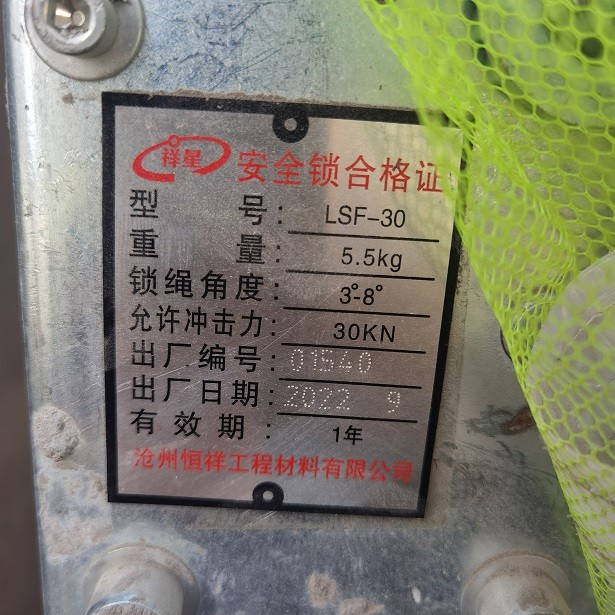 祥星 安全锁合格证
型号: LSF-30
重量: 5.5kg
锁绳角度: 3°-8°
允许冲击力: 30KN
出厂编号: 01540
出厂日期: 2022 9
有效期: 1年
沧州恒祥工程材料有限公司